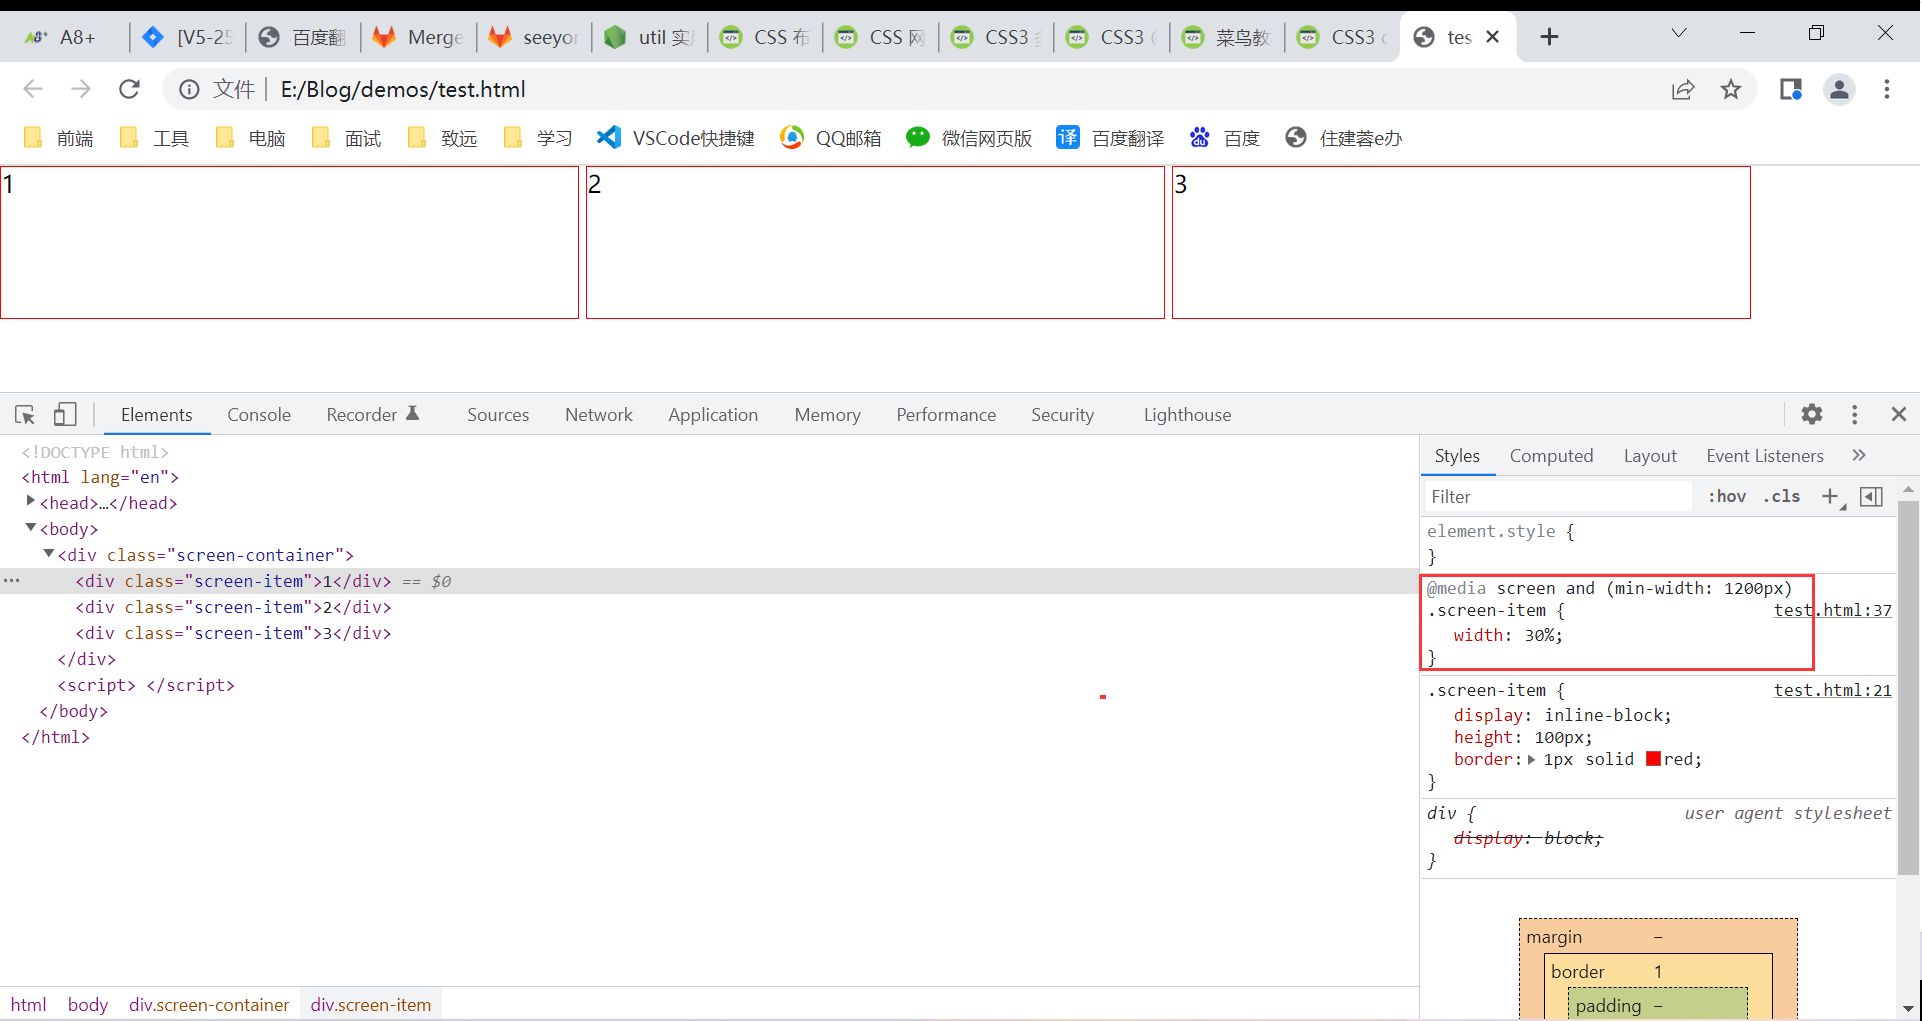 A8+ [V5-25 百度翻 Merge seeyor util 实 CSS 布 CSS 网 CSS3 CSS3 菜鸟教 CSS3 tes
文件 E:/Blog/demos/test.html
前端 工具 电脑 面试 致远 学习 VSCode快捷键 QQ邮箱 微信网页版 译 百度翻译 百度 住建蓉e办
1 2 3
Elements Console Recorder Sources Network Application Memory Performance Security Lighthouse
<!DOCTYPE html>
<html lang="en">
<head>…</head>
<body>
<div class="screen-container">
··· <div class="screen-item">1</div> == $0
<div class="screen-item">2</div>
<div class="screen-item">3</div>
</div>
<script> </script>
</body>
</html>
html body div.screen-container div.screen-item
Styles Computed Layout Event Listeners »
Filter :hov .cls +
element.style {
}
@media screen and (min-width: 1200px)
.screen-item { test.html:37
width: 30%;
}
.screen-item { test.html:21
display: inline-block;
height: 100px;
border: 1px solid red;
}
div { user agent stylesheet
display: block;
}
margin –
border 1
padding –